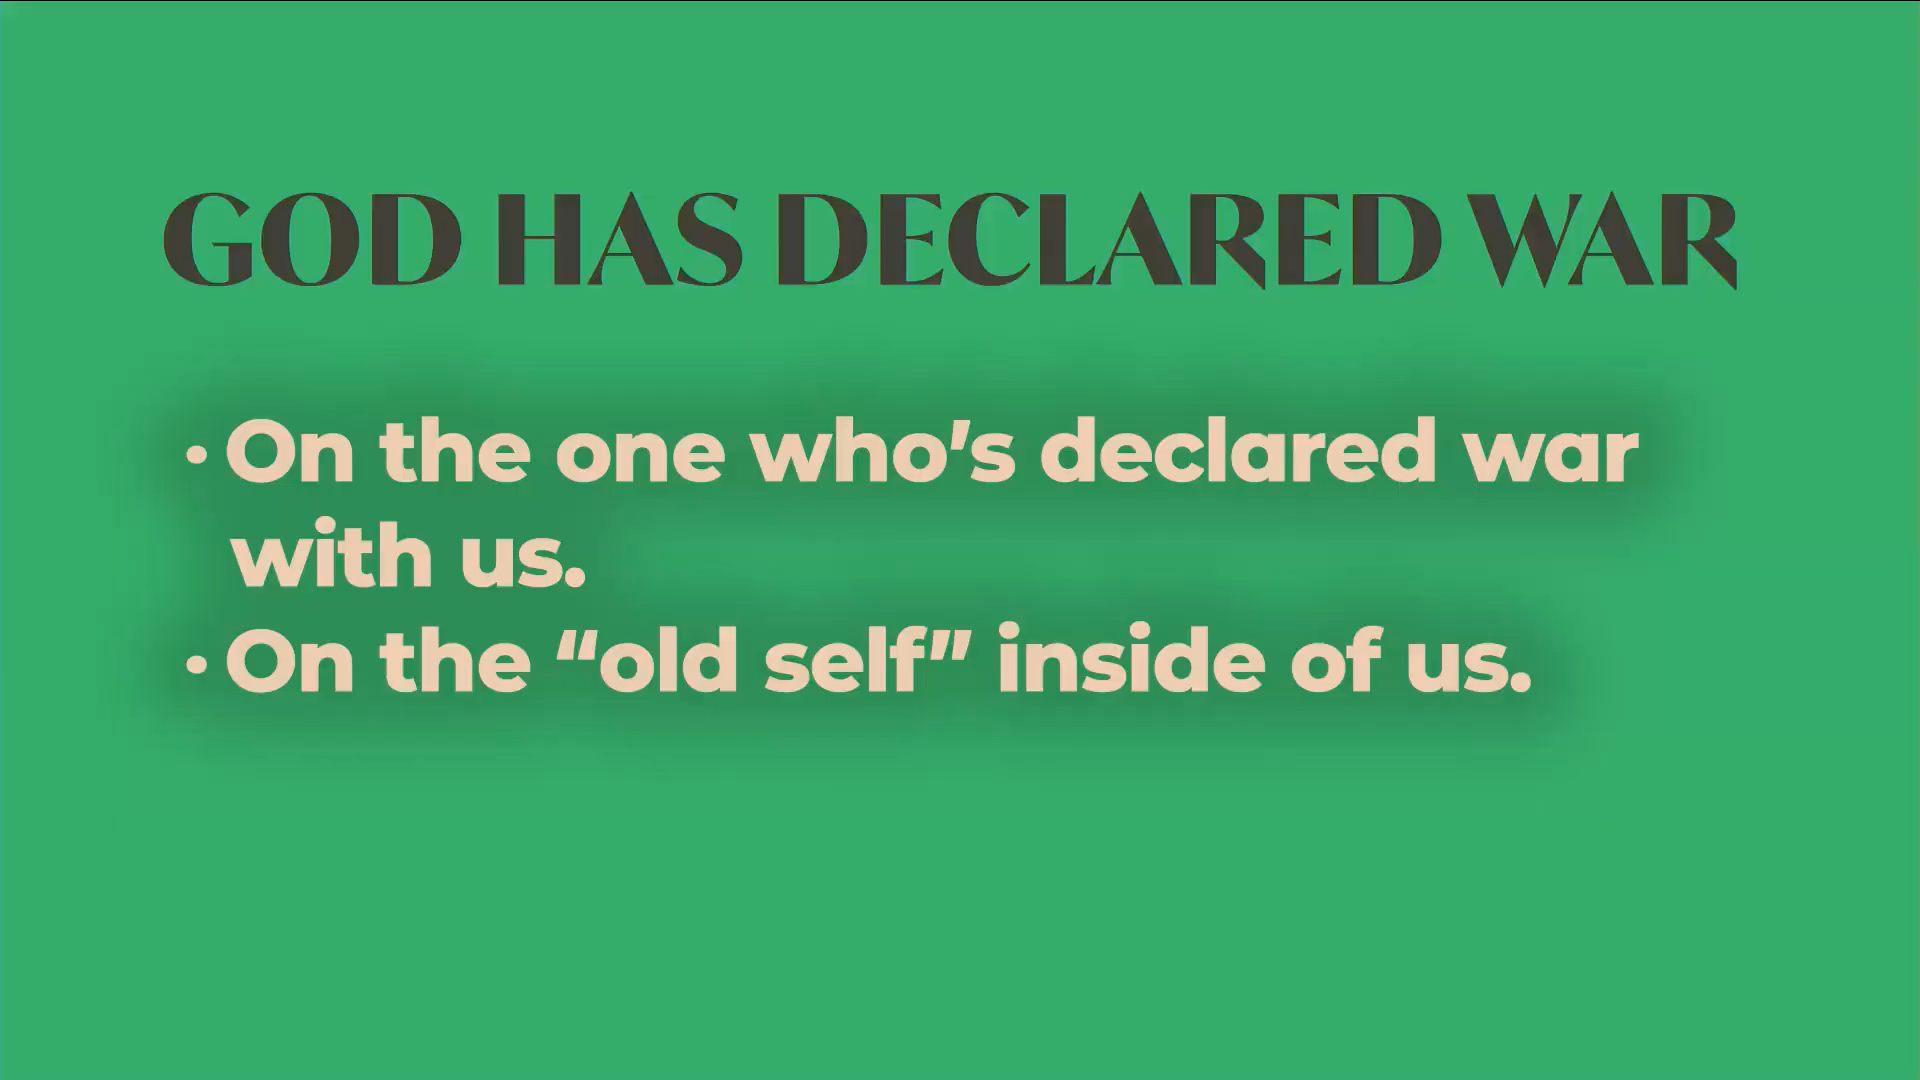 GOD HAS DECLARED WAR
• On the one who’s declared war
with us.
• On the “old self” inside of us.